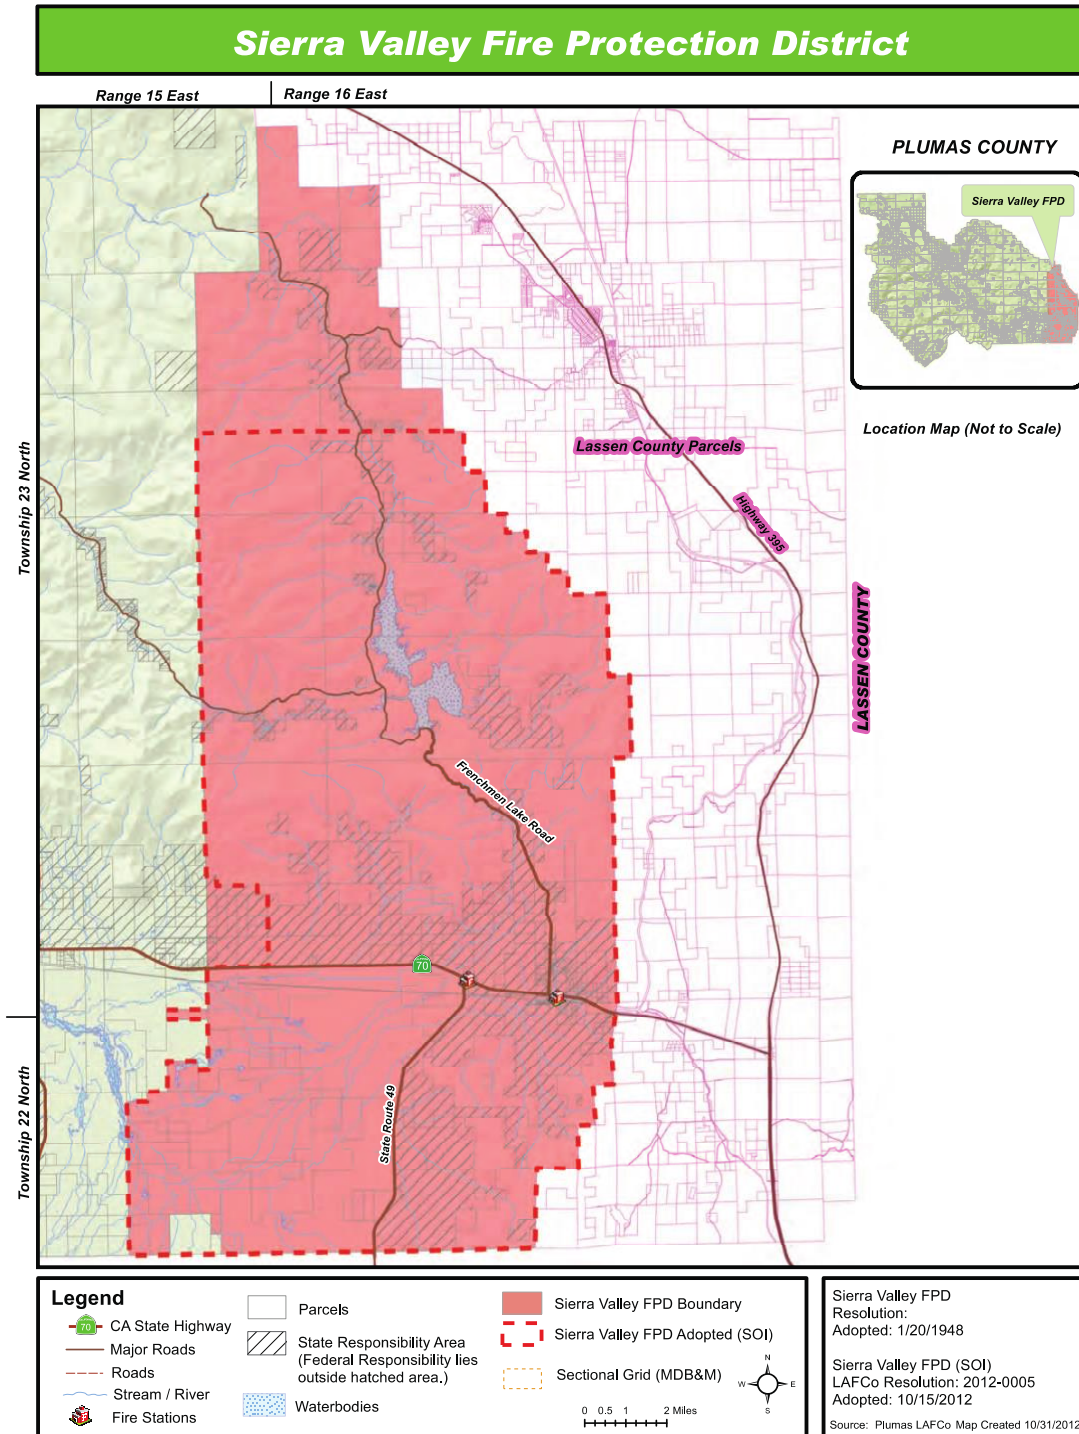 Sierra Valley Fire Protection District
Range 15 East
Range 16 East
PLUMAS COUNTY
Sierra Valley FPD
Location Map (Not to Scale)
Lassen County Parcels
Highway 395
LASSEN COUNTY
Township 23 North
Frenchmen Lake Road
70
State Route 49
Township 22 North
Legend
70 CA State Highway
Major Roads
Roads
Stream / River
Fire Stations
Parcels
State Responsibility Area
(Federal Responsibility lies
outside hatched area.)
Waterbodies
Sierra Valley FPD Boundary
Sierra Valley FPD Adopted (SOI)
Sectional Grid (MDB&M)
N
W E
S
0 0.5 1 2 Miles
Sierra Valley FPD
Resolution:
Adopted: 1/20/1948
Sierra Valley FPD (SOI)
LAFCo Resolution: 2012-0005
Adopted: 10/15/2012
Source: Plumas LAFCo Map Created 10/31/2012